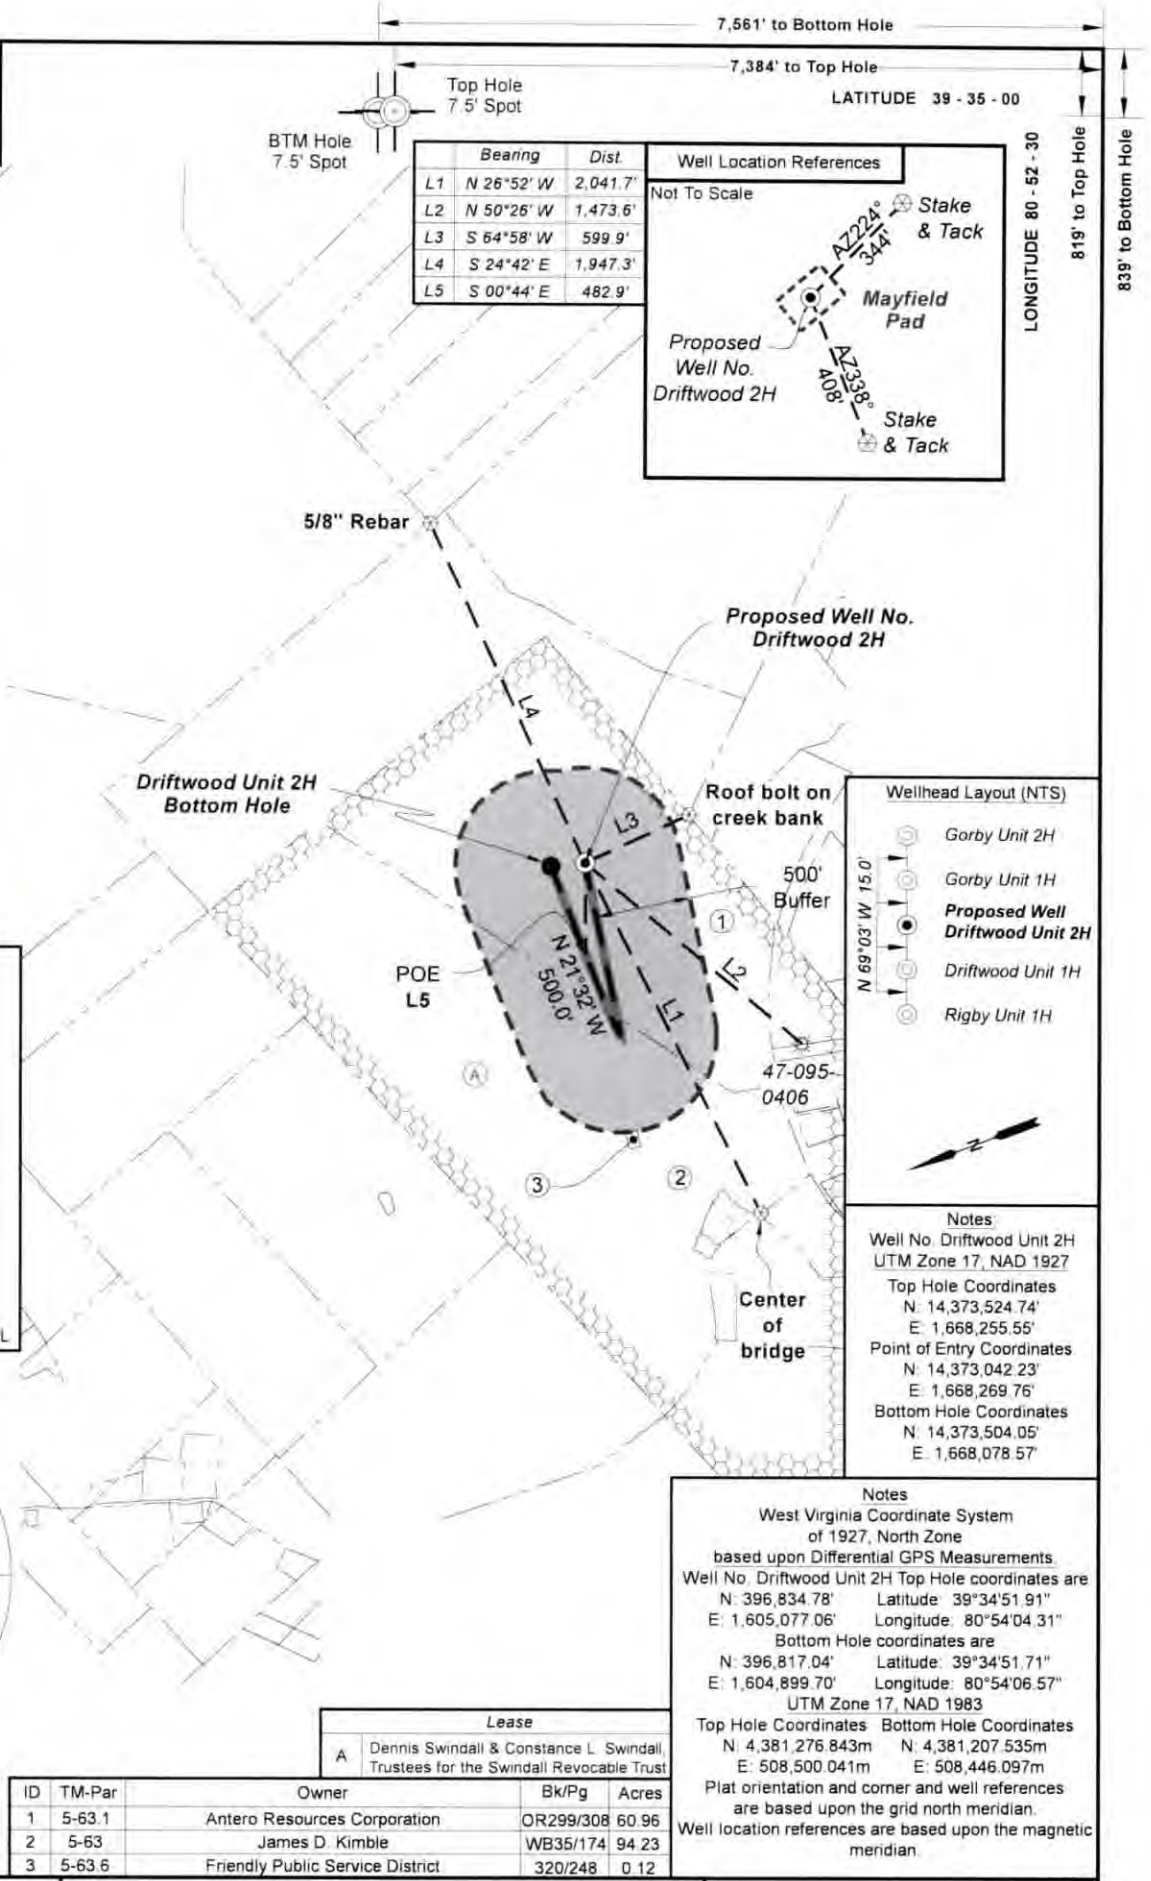 7,561' to Bottom Hole
7,384' to Top Hole
Top Hole
7.5' Spot
LATITUDE 39 - 35 - 00
BTM Hole
7.5' Spot
LONGITUDE 80 - 52 - 30
819' to Top Hole
839' to Bottom Hole
Bearing Dist.
L1 N 26°52' W 2,041.7'
L2 N 50°26' W 1,473.6'
L3 S 64°58' W 599.9'
L4 S 24°42' E 1,947.3'
L5 S 00°44' E 482.9'
Well Location References
Not To Scale
Stake
& Tack
AZ224°
344'
Mayfield
Pad
Proposed
Well No.
Driftwood 2H
AZ338°
408'
Stake
& Tack
5/8" Rebar
Proposed Well No.
Driftwood 2H
L4
Driftwood Unit 2H
Bottom Hole
Roof bolt on
creek bank
L3
500'
Buffer
1
L2
POE
L5
N 21°32' W
500.0'
L1
47-095-
0406
A
3
2
Center
of
bridge
Wellhead Layout (NTS)
Gorby Unit 2H
Gorby Unit 1H
Proposed Well
Driftwood Unit 2H
Driftwood Unit 1H
Rigby Unit 1H
N 69°03' W 15.0'
N
Notes
Well No. Driftwood Unit 2H
UTM Zone 17, NAD 1927
Top Hole Coordinates
N: 14,373,524.74'
E: 1,668,255.55'
Point of Entry Coordinates
N: 14,373,042.23'
E: 1,668,269.76'
Bottom Hole Coordinates
N: 14,373,504.05'
E: 1,668,078.57'
Notes
West Virginia Coordinate System
of 1927, North Zone
based upon Differential GPS Measurements.
Well No. Driftwood Unit 2H Top Hole coordinates are
N: 396,834.78' Latitude: 39°34'51.91"
E: 1,605,077.06' Longitude: 80°54'04.31"
Bottom Hole coordinates are
N: 396,817.04' Latitude: 39°34'51.71"
E: 1,604,899.70' Longitude: 80°54'06.57"
UTM Zone 17, NAD 1983
Top Hole Coordinates Bottom Hole Coordinates
N: 4,381,276.843m N: 4,381,207.535m
E: 508,500.041m E: 508,446.097m
Plat orientation and corner and well references
are based upon the grid north meridian.
Well location references are based upon the magnetic
meridian.
Lease
A Dennis Swindall & Constance L. Swindall,
Trustees for the Swindall Revocable Trust
ID TM-Par Owner Bk/Pg Acres
1 5-63.1 Antero Resources Corporation OR299/308 60.96
2 5-63 James D. Kimble WB35/174 94.23
3 5-63.6 Friendly Public Service District 320/248 0.12